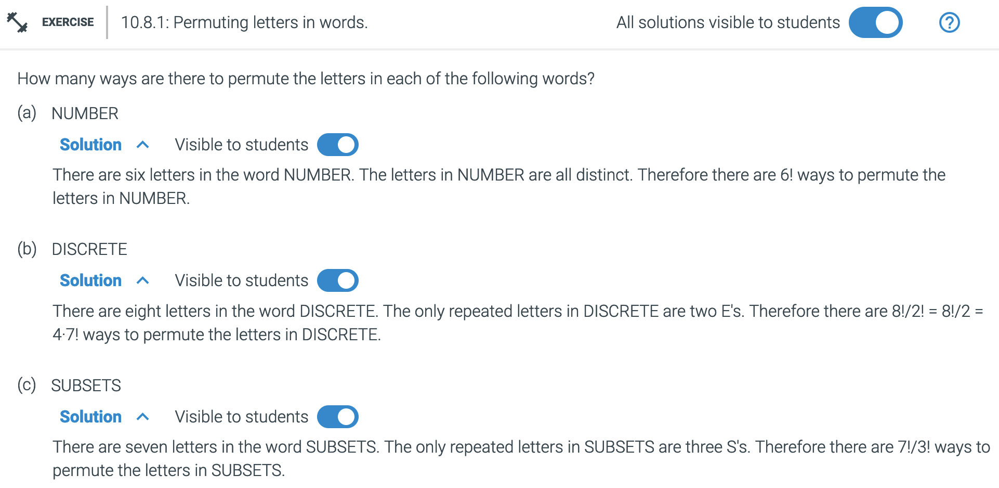 EXERCISE 10.8.1: Permuting letters in words. All solutions visible to students ?
How many ways are there to permute the letters in each of the following words?
(a) NUMBER
Solution Visible to students
There are six letters in the word NUMBER. The letters in NUMBER are all distinct. Therefore there are 6! ways to permute the
letters in NUMBER.
(b) DISCRETE
Solution Visible to students
There are eight letters in the word DISCRETE. The only repeated letters in DISCRETE are two E's. Therefore there are 8!/2! = 8!/2 =
4·7! ways to permute the letters in DISCRETE.
(c) SUBSETS
Solution Visible to students
There are seven letters in the word SUBSETS. The only repeated letters in SUBSETS are three S's. Therefore there are 7!/3! ways to
permute the letters in SUBSETS.